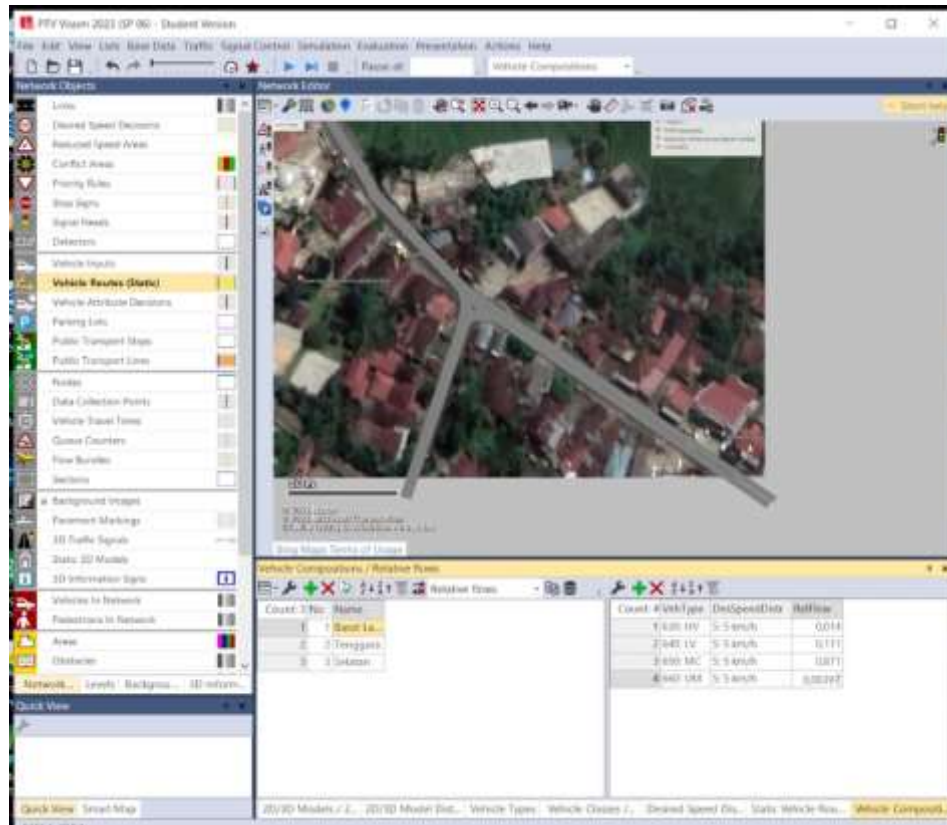 PTV Vissim 2023 (SP 06) - Student Version
File Edit View Lists Base Data Traffic Signal Control Simulation Evaluation Presentation Actions Help
Pause at: Vehicle Compositions
Network Objects
Links
Desired Speed Decisions
Reduced Speed Areas
Conflict Areas
Priority Rules
Stop Signs
Signal Heads
Detectors
Vehicle Inputs
Vehicle Routes (Static)
Vehicle Attribute Decisions
Parking Lots
Public Transport Stops
Public Transport Lines
Nodes
Data Collection Points
Vehicle Travel Times
Queue Counters
Flow Bundles
Sections
Background Images
Pavement Markings
3D Traffic Signals
Static 3D Models
3D Information Signs
Vehicles In Network
Pedestrians In Network
Areas
Obstacles
Network... Levels Backgrou... 3D Inform...
Quick View
Quick View Smart Map
Network Editor
Bing Maps Terms of Usage
Vehicle Compositions / Relative Flows
Relative flows
Count: 3 No Name
1 1 Barat La...
2 2 Tenggara
3 3 Selatan
Count: 4 VehType DesSpeedDistr RelFlow
1 630: HV 5: 5 km/h 0,014
2 640: LV 5: 5 km/h 0,111
3 650: MC 5: 5 km/h 0,871
4 660: UM 5: 5 km/h
2D/3D Models / 2... 2D/3D Model Dist... Vehicle Types Vehicle Classes /... Desired Speed Dis... Static Vehicle Rou... Vehicle Compositi...